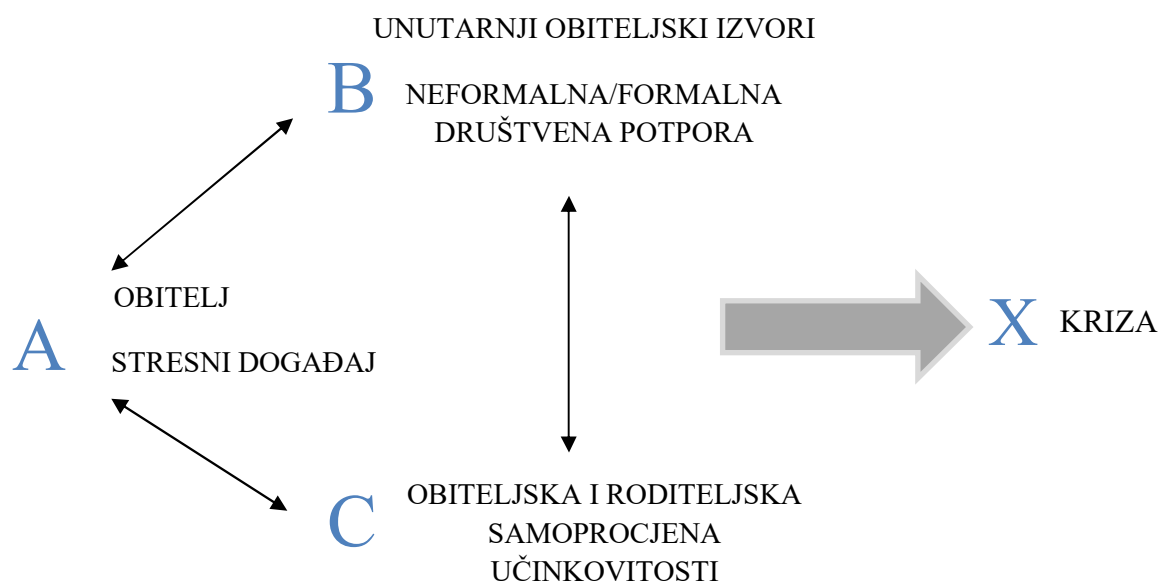 UNUTARNJI OBITELJSKI IZVORI
B
NEFORMALNA/FORMALNA
DRUŠTVENA POTPORA
A
OBITELJ
STRESNI DOGAĐAJ
X
KRIZA
C
OBITELJSKA I RODITELJSKA
SAMOPROCJENA
UČINKOVITOSTI